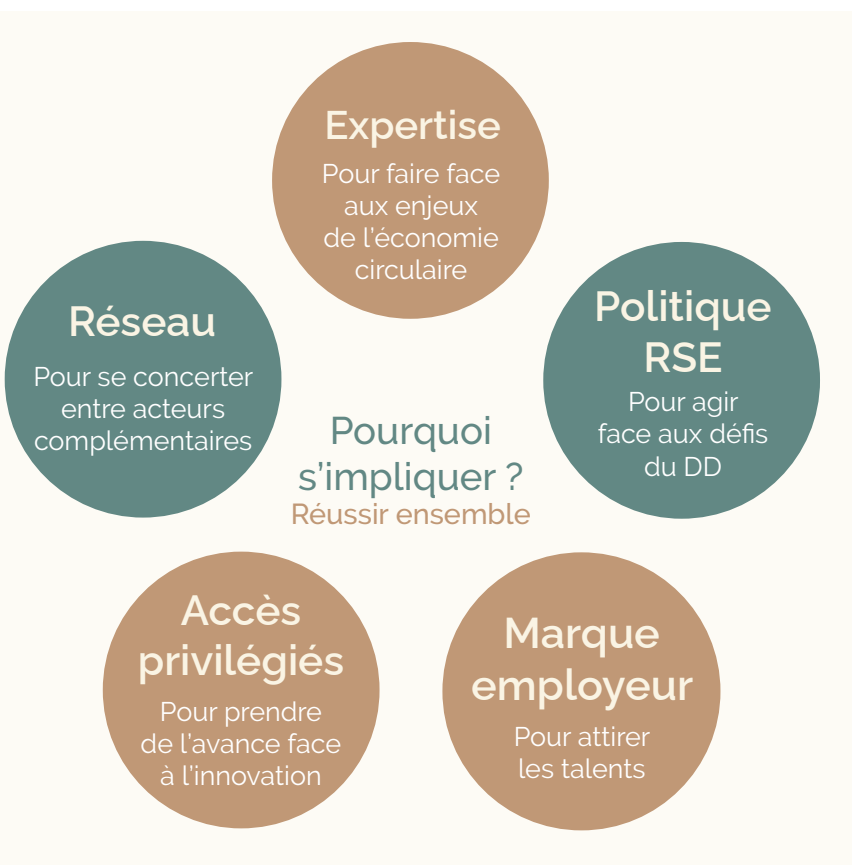 Expertise
Pour faire face
aux enjeux
de l'économie
circulaire
Réseau
Pour se concerter
entre acteurs
complémentaires
Politique
RSE
Pour agir
face aux défis
du DD
Pourquoi
s'impliquer ?
Réussir ensemble
Accès
privilégiés
Pour prendre
de l'avance face
à l'innovation
Marque
employeur
Pour attirer
les talents